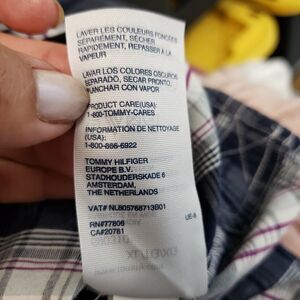 LAVER LES COULEURS FONCÉES
SÉPARÉMENT, SÉCHER
RAPIDEMENT, REPASSER À LA
VAPEUR
LAVAR LOS COLORES OSCUROS
SEPARADO, SECAR PRONTO,
PLANCHAR CON VAPOR
PRODUCT CARE(USA):
1-800-TOMMY-CARES
INFORMATION DE NETTOYAGE
(USA):
1-800-866-6922
TOMMY HILFIGER
EUROPE B.V.
STADHOUDERSKADE 6
AMSTERDAM,
THE NETHERLANDS
VAT# NL805768713B01
RN#77806
CA#20781